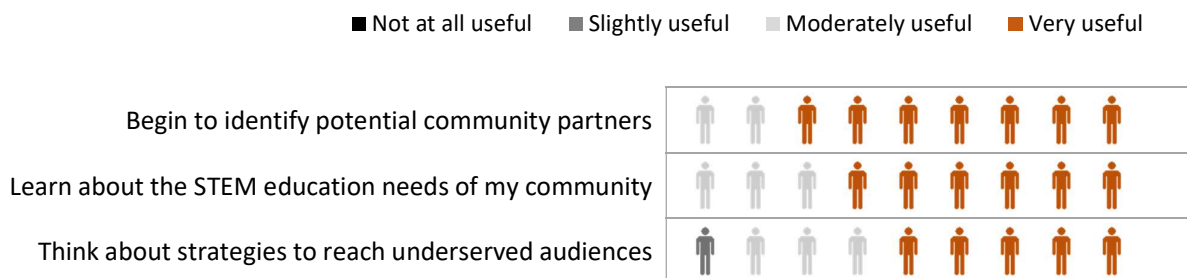 Not at all useful Slightly useful Moderately useful Very useful
Begin to identify potential community partners
Learn about the STEM education needs of my community
Think about strategies to reach underserved audiences